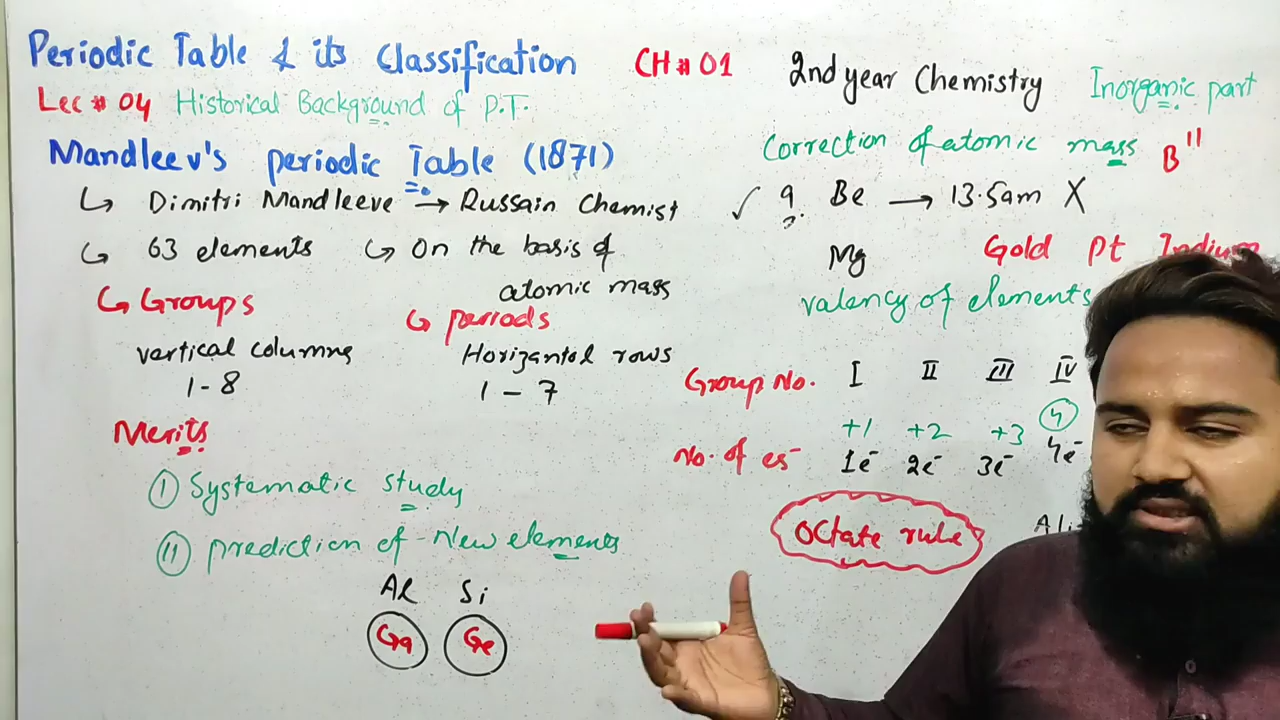 Periodic Table & its Classification CH # 01 2nd year Chemistry Inorganic part
Lec # 04 Historical Background of P.T.
Mandleev's periodic Table (1871)
↳ Dimitri Mandleeve → Russain Chemist
↳ 63 elements ↳ On the basis of
atomic mass
↳ Groups
vertical columns
1 - 8
↳ periods
Horizantol rows
1 - 7
Merits
(I) Systematic study
(II) prediction of New elements
Al Si
Ga Ge
Correction of atomic mass B"
✓ 9 Be → 13.5am X
Mg Gold Pt Indium
valency of elements
Group No. I II III IV
+1 +2 +3 4
No. of es⁻ 1e⁻ 2e⁻ 3e⁻ 4e⁻
Octate rule